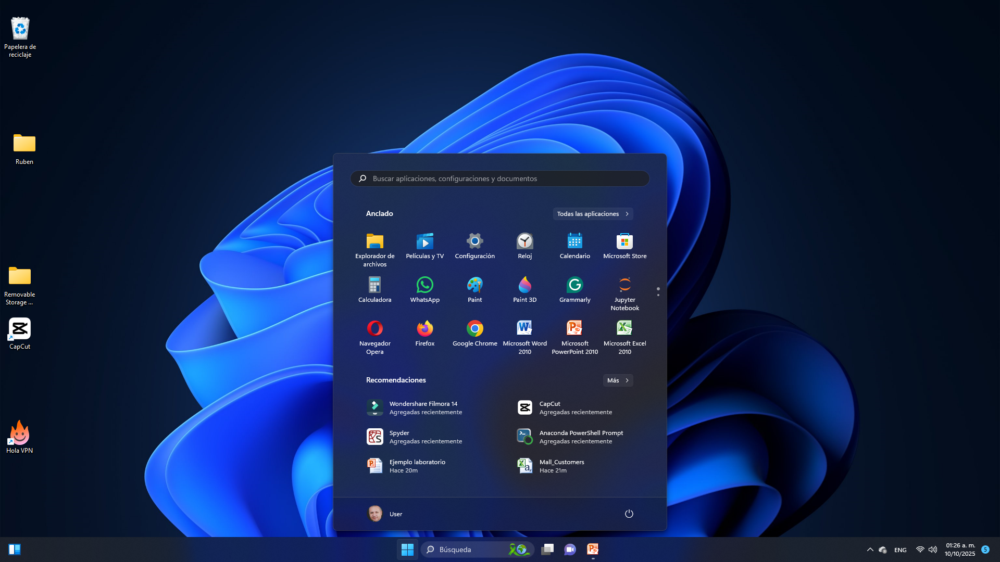 Papelera de
reciclaje
Ruben
Removable
Storage ...
CapCut
Hola VPN
Buscar aplicaciones, configuraciones y documentos
Anclado
Todas las aplicaciones
Explorador de
archivos
Películas y TV
Configuración
Reloj
Calendario
Microsoft Store
Calculadora
WhatsApp
Paint
Paint 3D
Grammarly
Jupyter
Notebook
Navegador
Opera
Firefox
Google Chrome
Microsoft Word
2010
Microsoft
PowerPoint 2010
Microsoft Excel
2010
Recomendaciones
Más
Wondershare Filmora 14
Agregadas recientemente
CapCut
Agregadas recientemente
Spyder
Agregadas recientemente
Anaconda PowerShell Prompt
Agregadas recientemente
Ejemplo laboratorio
Hace 20m
Mall_Customers
Hace 21m
User
Búsqueda
ENG
01:26 a. m.
10/10/2025
5